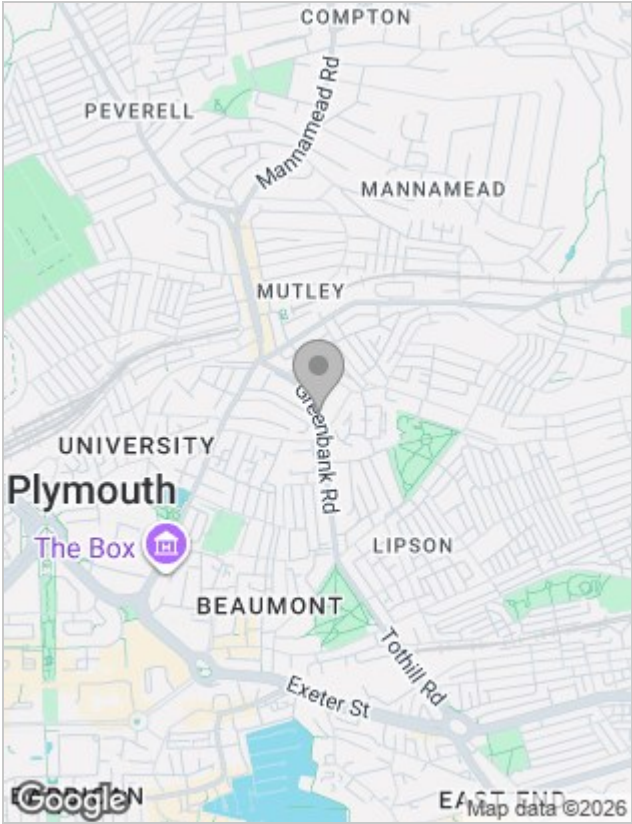 COMPTON
PEVERELL
Mannamead Rd
MANNAMEAD
MUTLEY
Greenbank Rd
UNIVERSITY
Plymouth
The Box
LIPSON
BEAUMONT
Tothill Rd
Exeter St
Google
EAST END
Map data ©2026